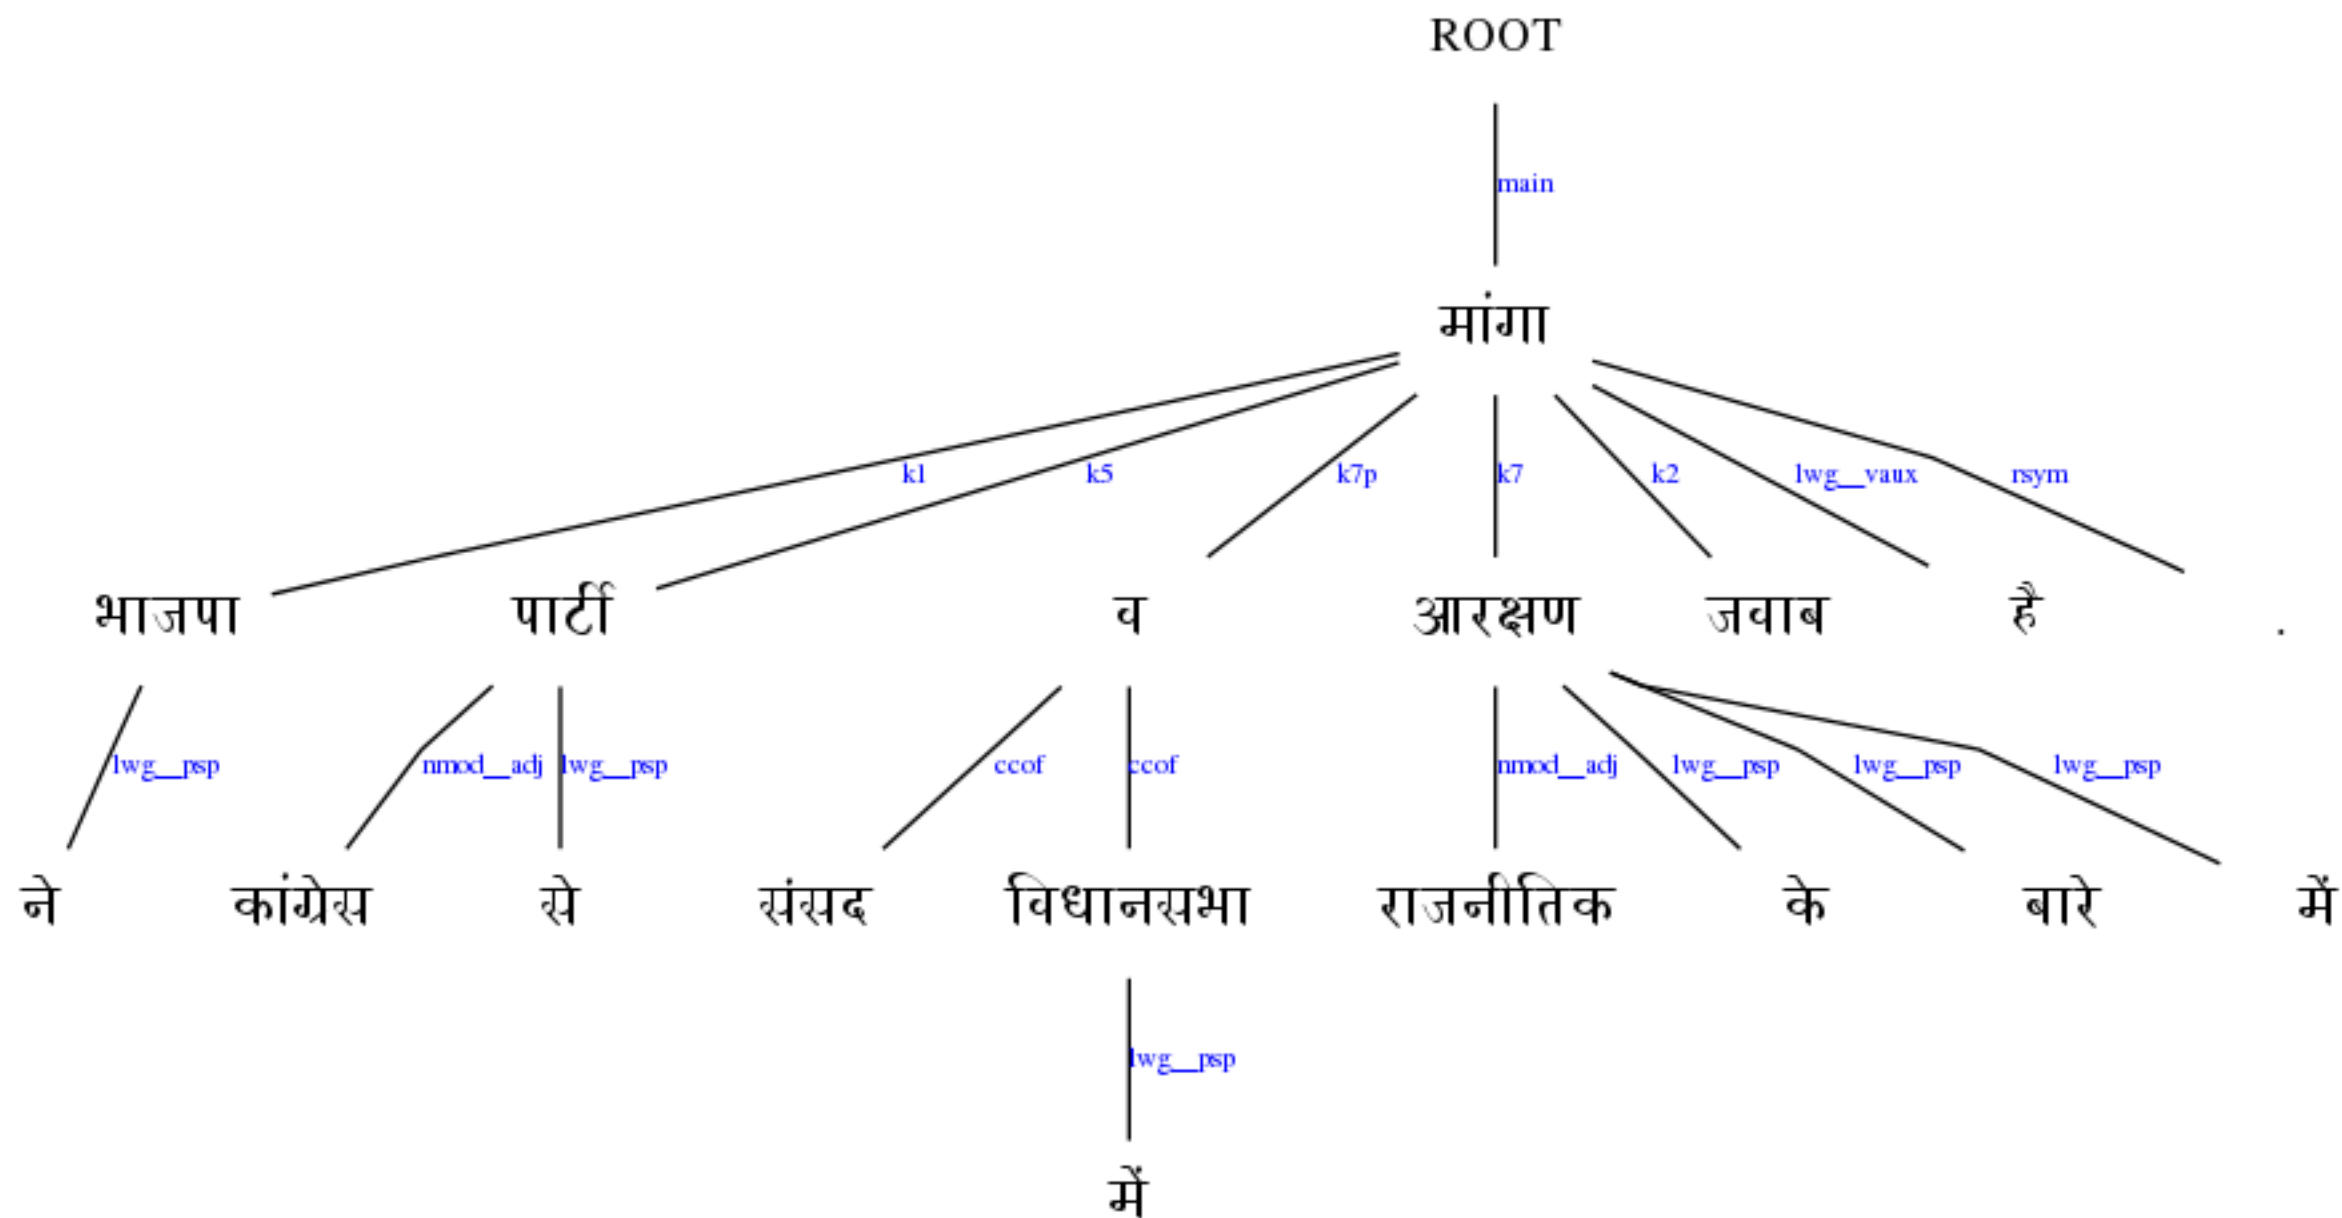 ROOT
main
मांगा
k1 k5 k7p k7 k2 lwg__vaux rsym
भाजपा पार्टी व आरक्षण जवाब है .
lwg__psp nmod__adj lwg__psp ccof ccof nmod__adj lwg__psp lwg__psp lwg__psp
ने कांग्रेस से संसद विधानसभा राजनीतिक के बारे में
lwg__psp
में